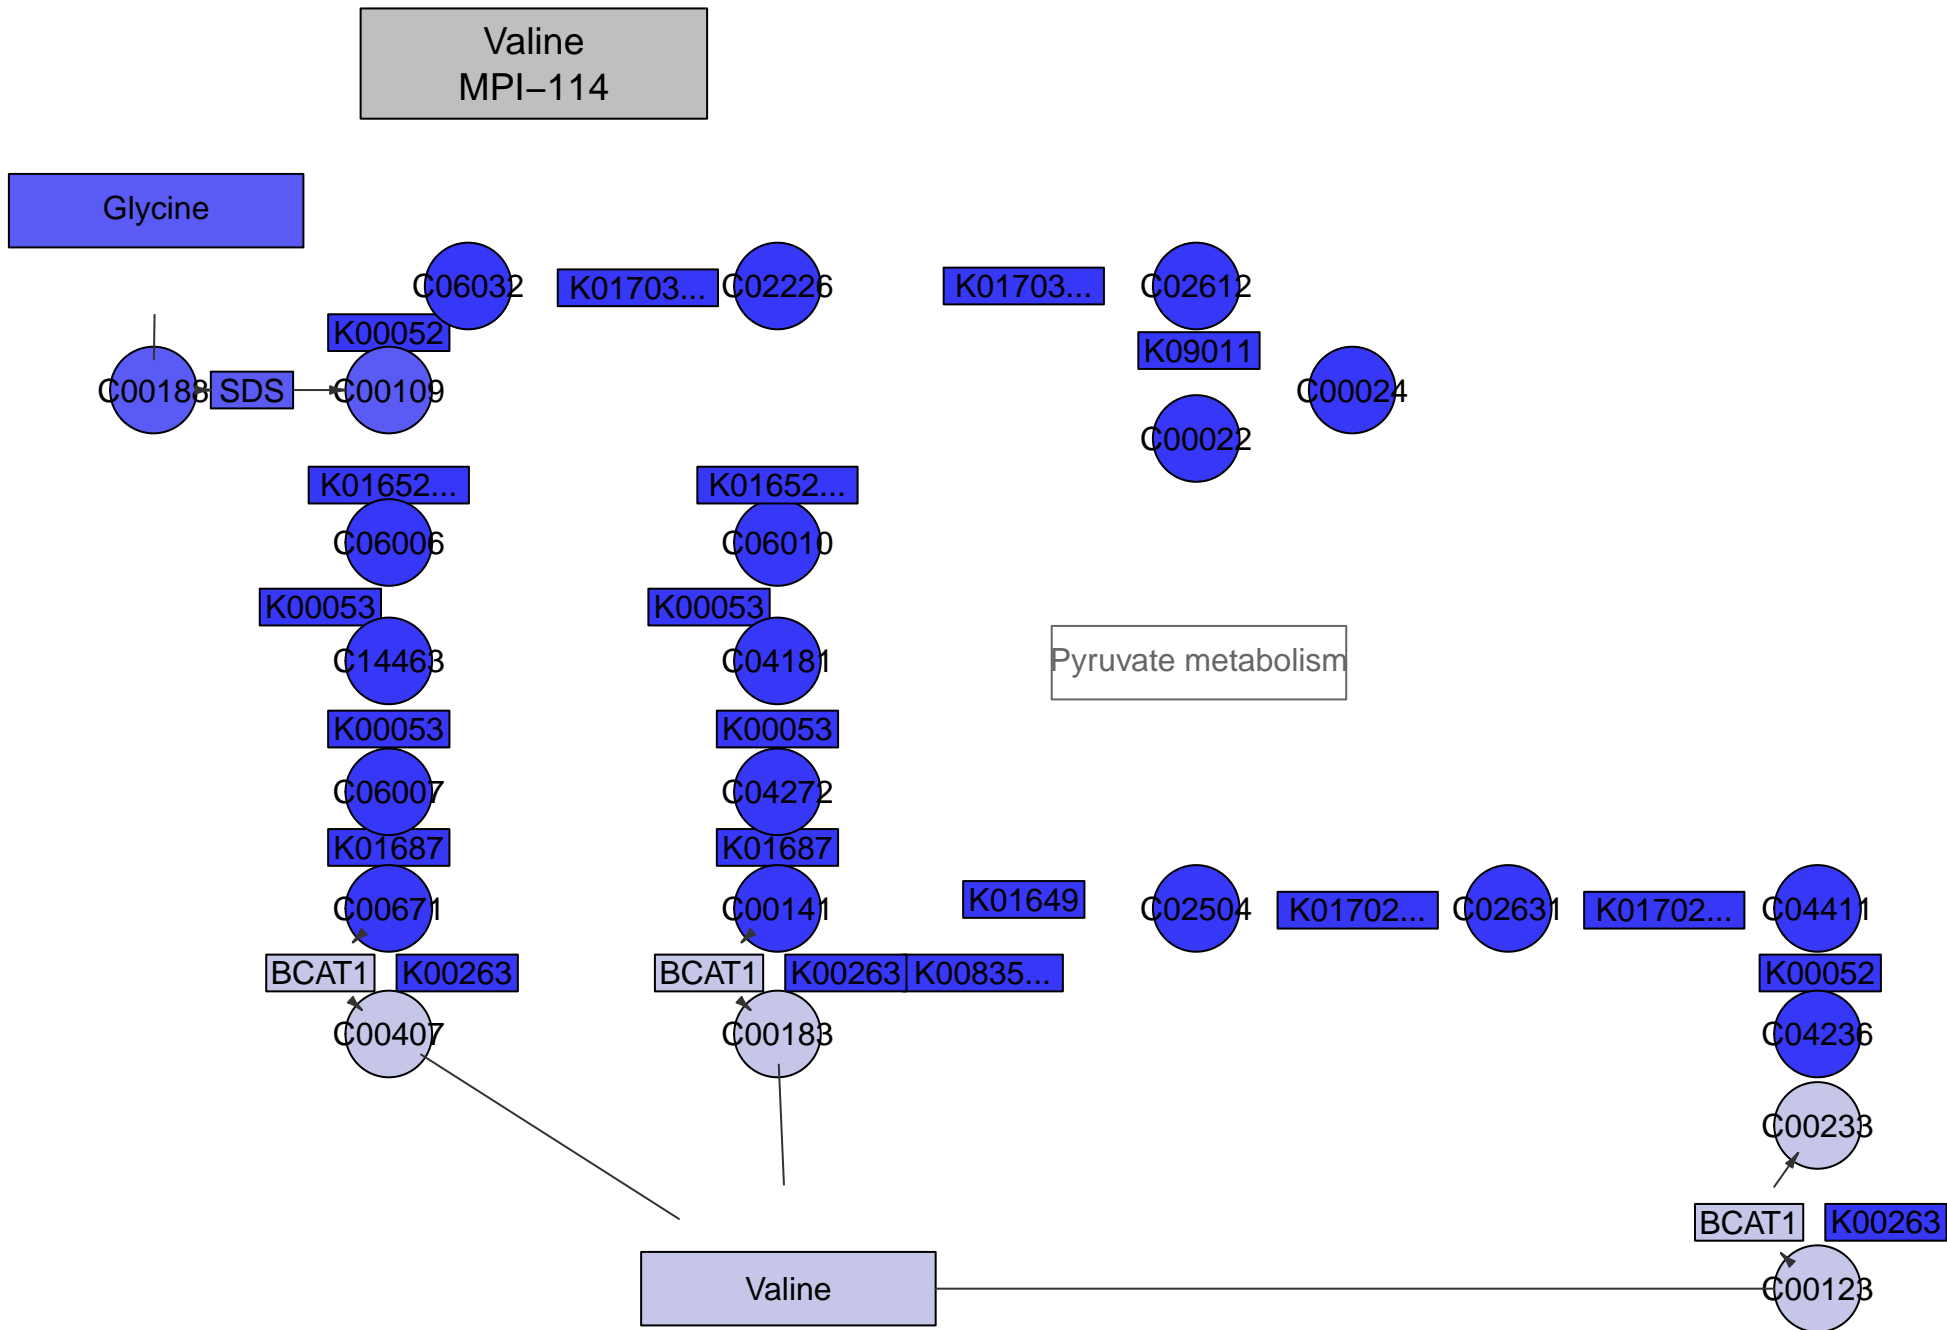 Valine
MPI−114
Glycine
C06032
K01703...
C02226
K01703...
C02612
K00052
K09011
C00188
SDS
C00109
C00024
C00022
K01652...
K01652...
C06006
C06010
K00053
K00053
C14463
C04181
Pyruvate metabolism
K00053
K00053
C06007
C04272
K01687
K01687
C00671
C00141
K01649
C02504
K01702...
C02631
K01702...
C04411
BCAT1
K00263
BCAT1
K00263
K00835...
K00052
C00407
C00183
C04236
C00233
BCAT1
K00263
Valine
C00123